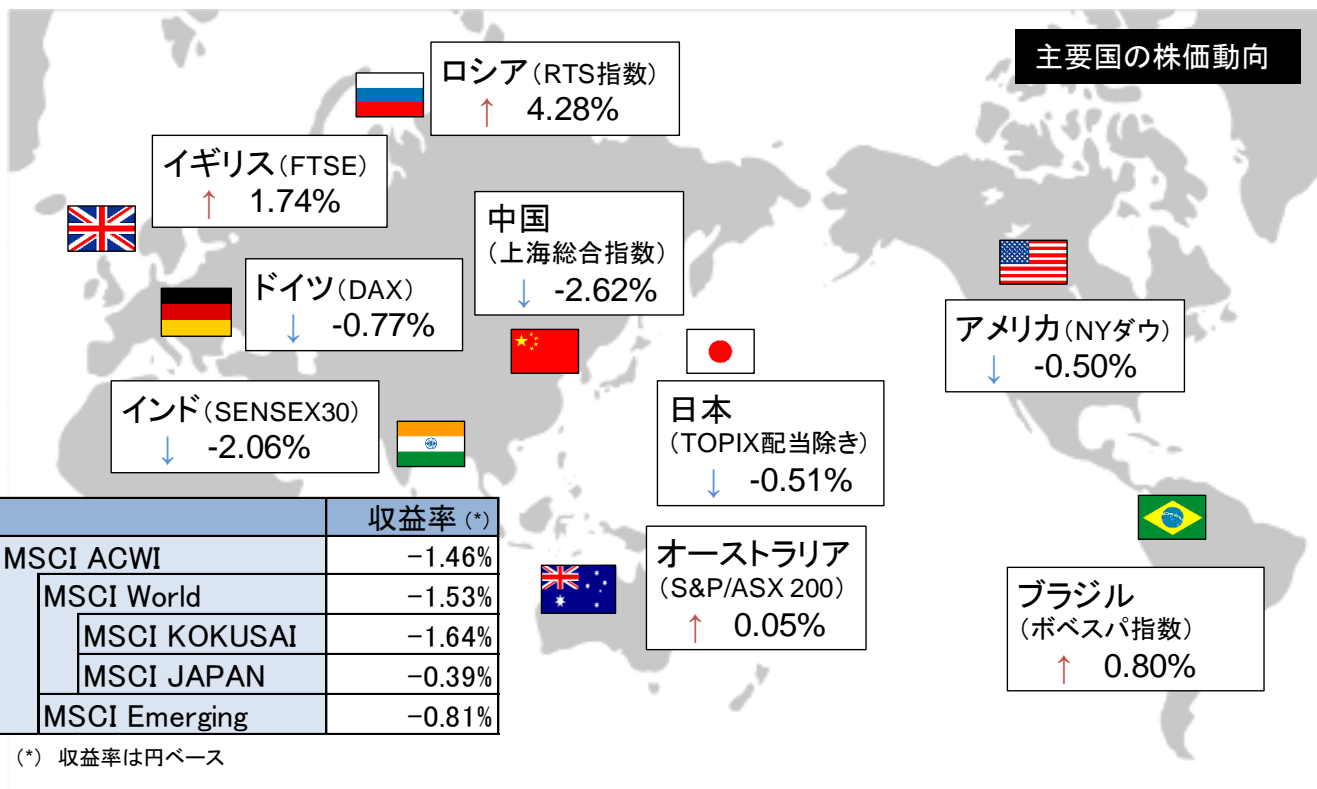 主要国の株価動向
ロシア(RTS指数)
↑ 4.28%
イギリス(FTSE)
↑ 1.74%
中国
(上海総合指数)
↓ -2.62%
ドイツ(DAX)
↓ -0.77%
アメリカ(NYダウ)
↓ -0.50%
インド(SENSEX30)
↓ -2.06%
日本
(TOPIX配当除き)
↓ -0.51%
オーストラリア
(S&P/ASX 200)
↑ 0.05%
ブラジル
(ボベスパ指数)
↑ 0.80%
収益率(*)
MSCI ACWI -1.46%
MSCI World -1.53%
MSCI KOKUSAI -1.64%
MSCI JAPAN -0.39%
MSCI Emerging -0.81%
(*) 収益率は円ベース